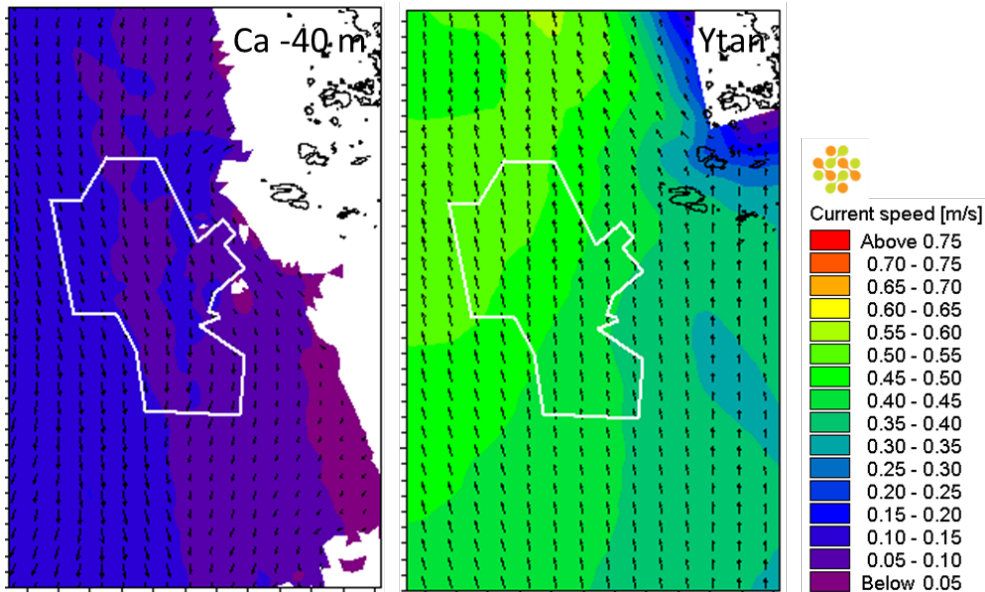 Ca -40 m
Ytan
Current speed [m/s]
Above 0.75
0.70 - 0.75
0.65 - 0.70
0.60 - 0.65
0.55 - 0.60
0.50 - 0.55
0.45 - 0.50
0.40 - 0.45
0.35 - 0.40
0.30 - 0.35
0.25 - 0.30
0.20 - 0.25
0.15 - 0.20
0.10 - 0.15
0.05 - 0.10
Below 0.05